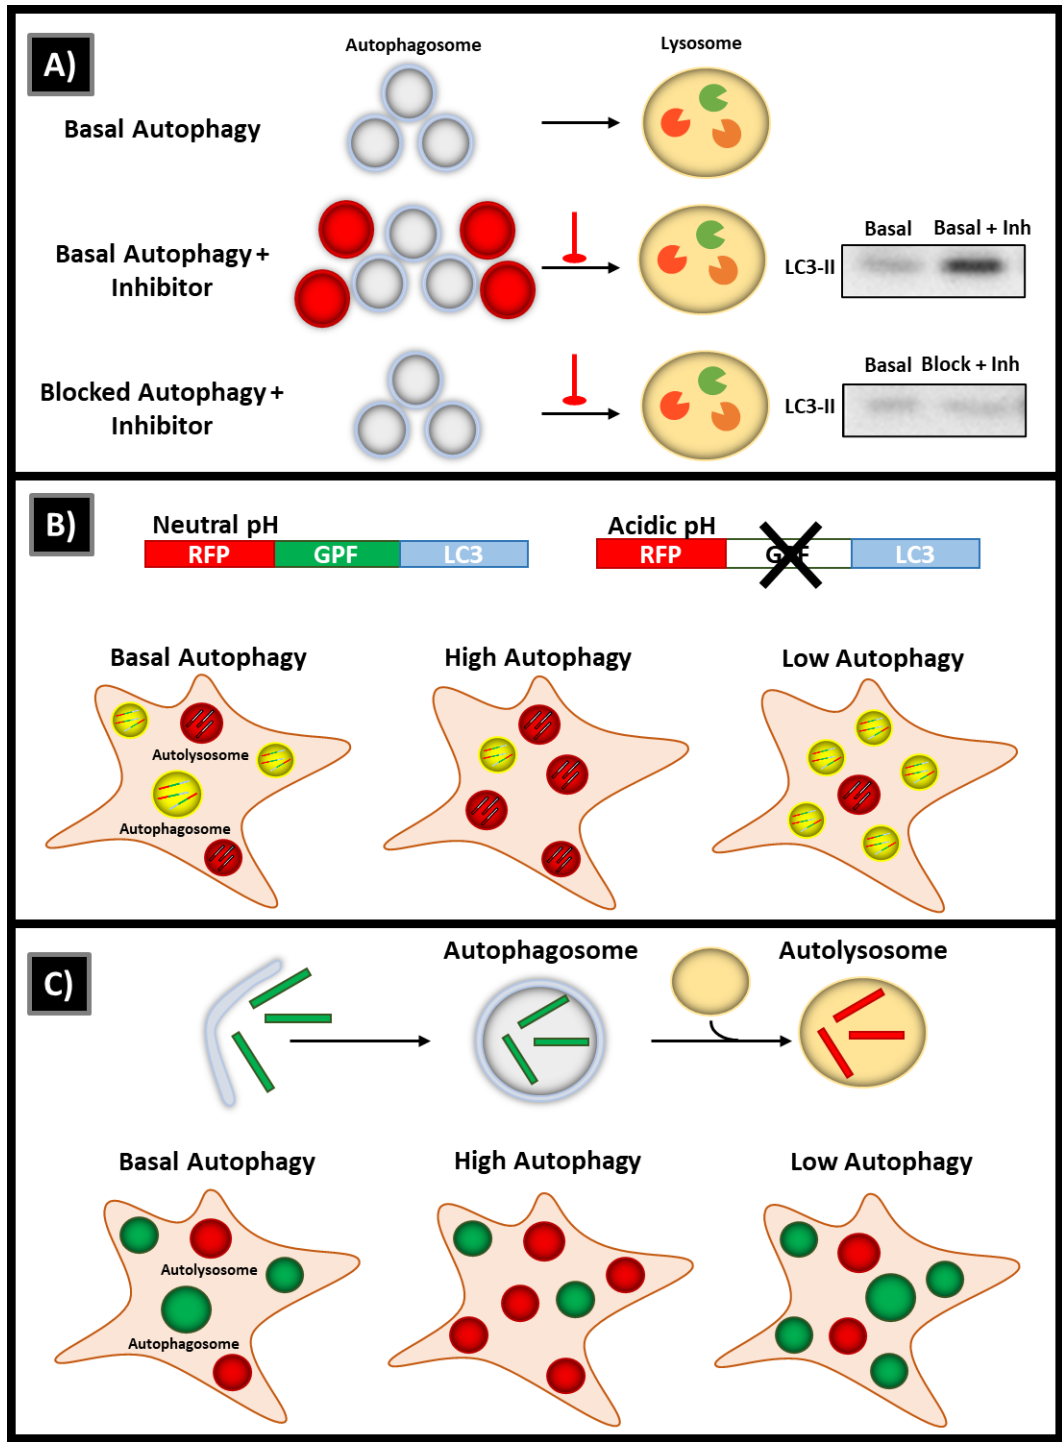 A)
Autophagosome
Lysosome
Basal Autophagy
Basal Autophagy +
Inhibitor
Basal
Basal + Inh
LC3-II
Blocked Autophagy +
Inhibitor
Basal
Block + Inh
LC3-II
B)
Neutral pH
RFP
GPF
LC3
Acidic pH
RFP
GPF
LC3
Basal Autophagy
High Autophagy
Low Autophagy
Autolysosome
Autophagosome
C)
Autophagosome
Autolysosome
Basal Autophagy
High Autophagy
Low Autophagy
Autolysosome
Autophagosome